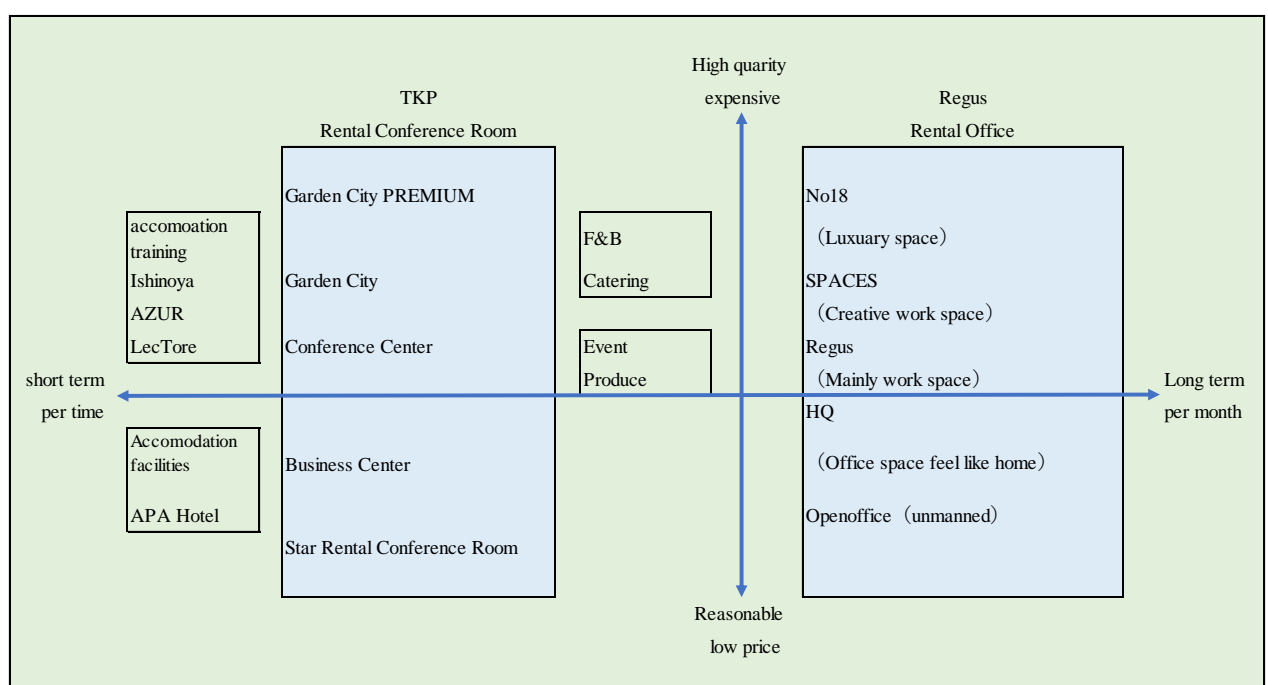 High quarity
expensive
TKP
Rental Conference Room
Regus
Rental Office
accomoation
training
Ishinoya
AZUR
LecTore
Garden City PREMIUM
Garden City
Conference Center
F&B
Catering
Event
Produce
No18
（Luxuary space）
SPACES
（Creative work space）
Regus
（Mainly work space）
short term
per time
Long term
per month
Accomodation
facilities
APA Hotel
Business Center
Star Rental Conference Room
HQ
（Office space feel like home）
Openoffice（unmanned）
Reasonable
low price